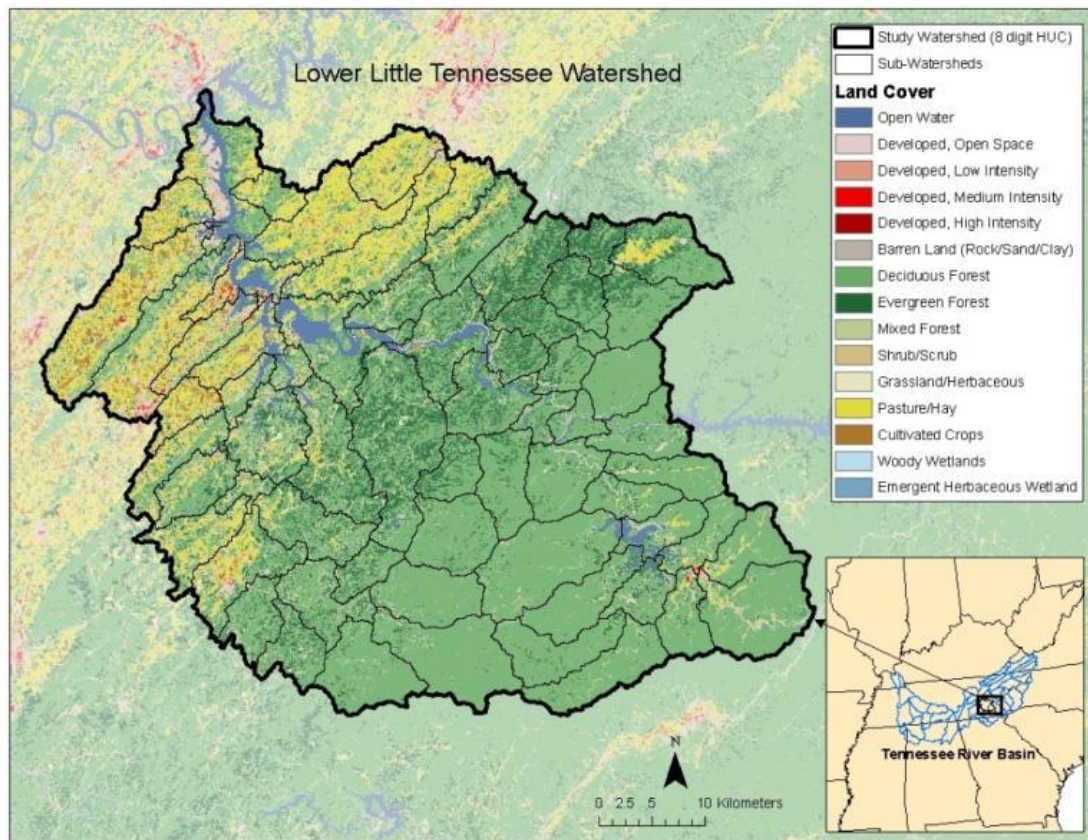 Lower Little Tennessee Watershed
Study Watershed (8 digit HUC)
Sub-Watersheds
Land Cover
Open Water
Developed, Open Space
Developed, Low Intensity
Developed, Medium Intensity
Developed, High Intensity
Barren Land (Rock/Sand/Clay)
Deciduous Forest
Evergreen Forest
Mixed Forest
Shrub/Scrub
Grassland/Herbaceous
Pasture/Hay
Cultivated Crops
Woody Wetlands
Emergent Herbaceous Wetland
Tennessee River Basin
N
0 2.5 5 10 Kilometers